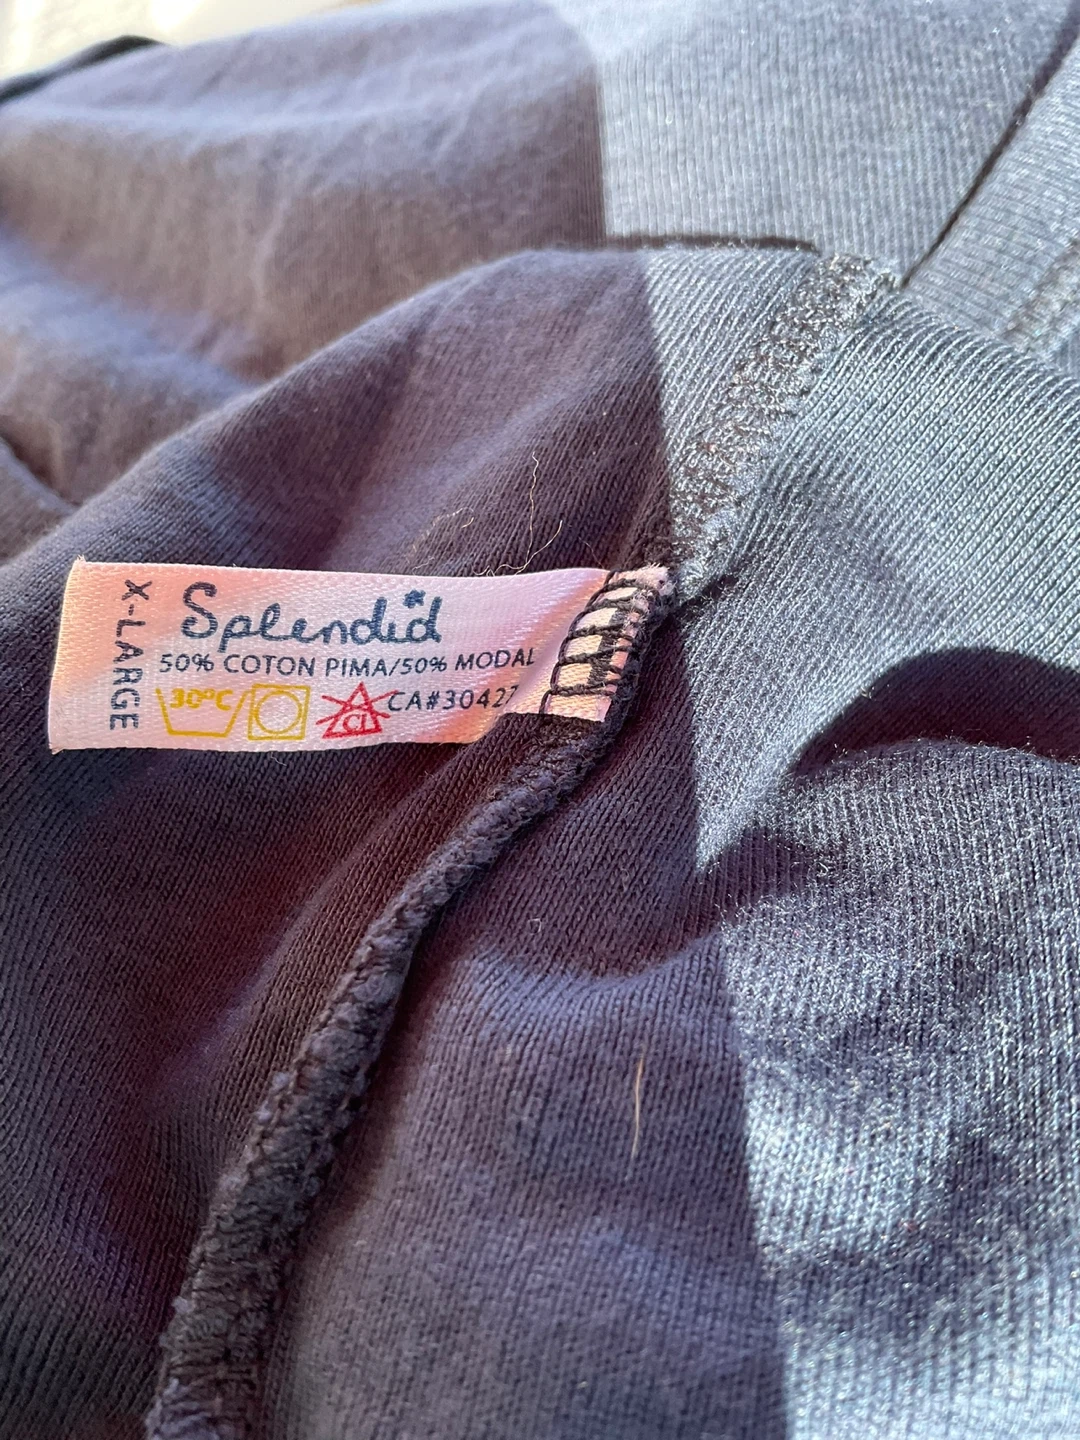 X-LARGE
Splendid
50% COTON PIMA/50% MODAL
30°C CL CA#30427